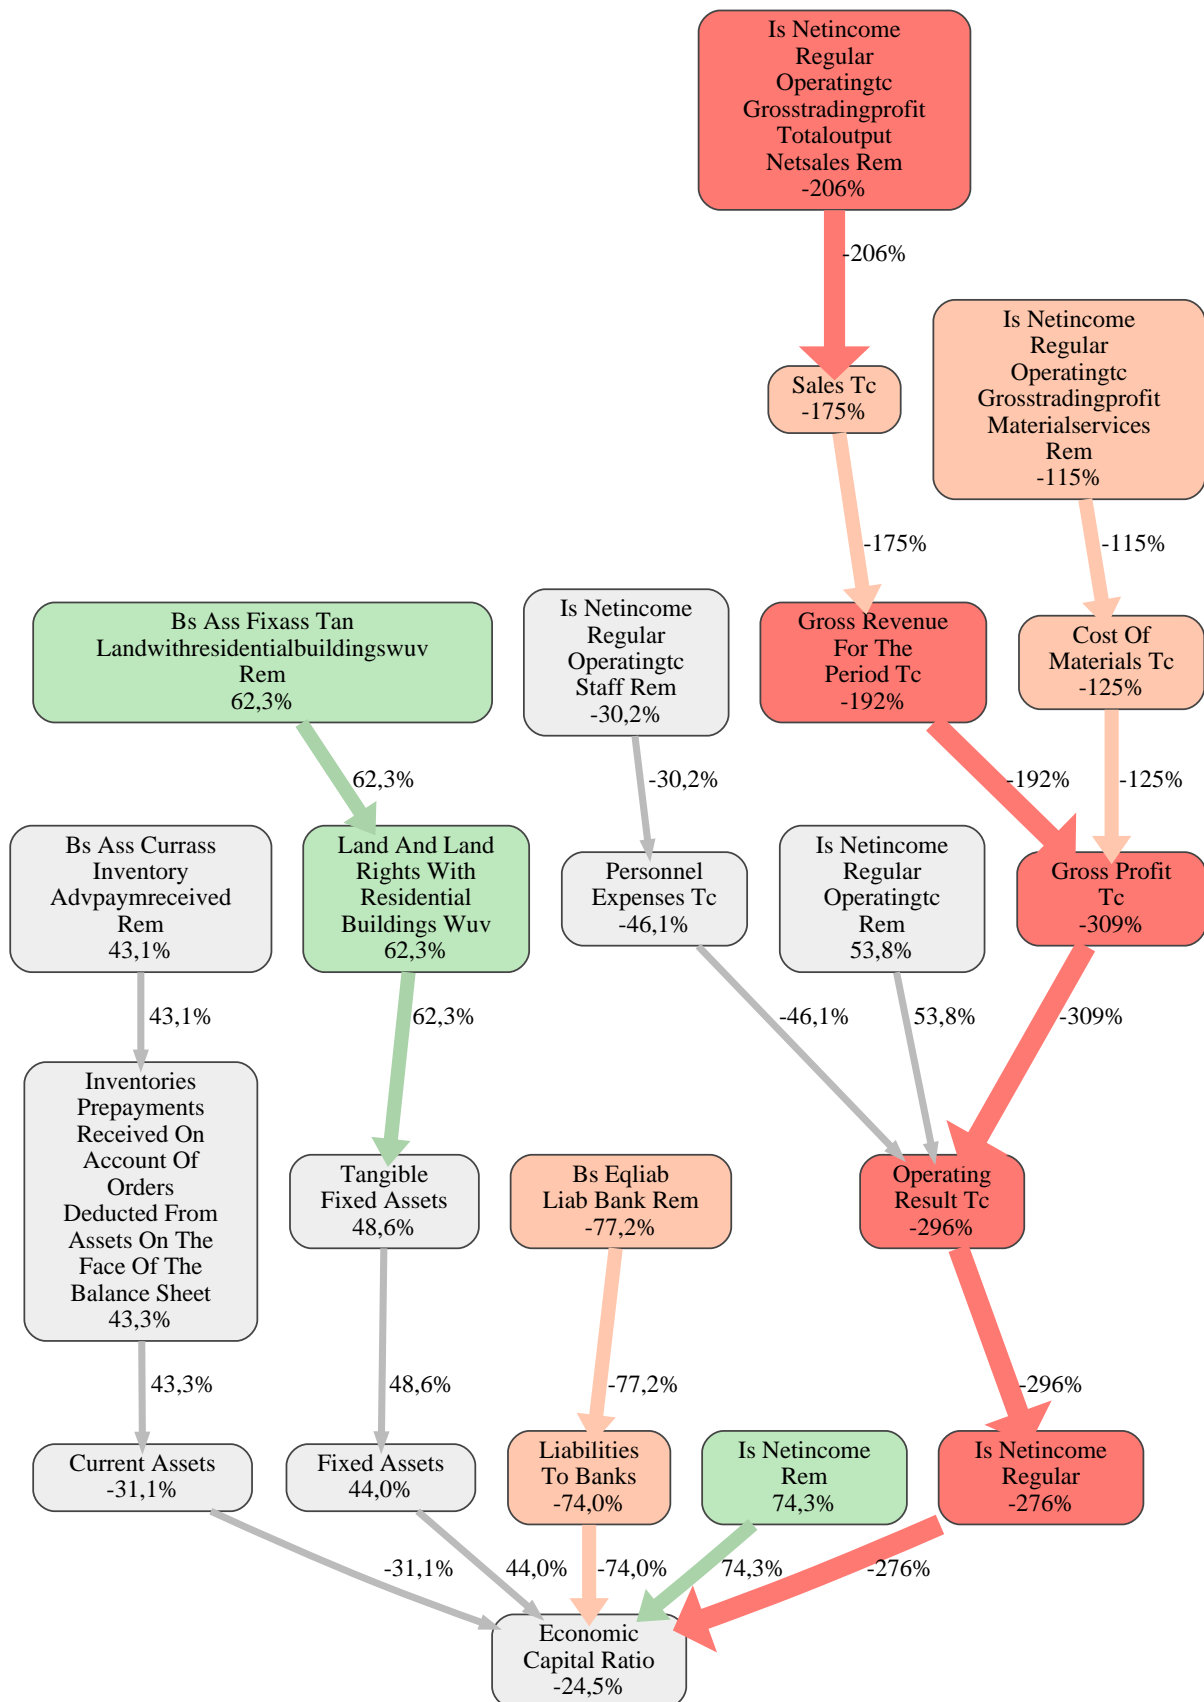 Is Netincome
Regular
Operatingtc
Grosstradingprofit
Totaloutput
Netsales Rem
-206%
-206%
Is Netincome
Regular
Operatingtc
Grosstradingprofit
Materialservices
Rem
-115%
Sales Tc
-175%
-175%
-115%
Bs Ass Fixass Tan
Landwithresidentialbuildingswuv
Rem
62,3%
Is Netincome
Regular
Operatingtc
Staff Rem
-30,2%
Gross Revenue
For The
Period Tc
-192%
Cost Of
Materials Tc
-125%
62,3%
-30,2%
-192%
-125%
Bs Ass Currass
Inventory
Advpaymreceived
Rem
43,1%
Land And Land
Rights With
Residential
Buildings Wuv
62,3%
Personnel
Expenses Tc
-46,1%
Is Netincome
Regular
Operatingtc
Rem
53,8%
Gross Profit
Tc
-309%
43,1%
62,3%
-46,1%
53,8%
-309%
Inventories
Prepayments
Received On
Account Of
Orders
Deducted From
Assets On The
Face Of The
Balance Sheet
43,3%
Tangible
Fixed Assets
48,6%
Bs Eqliab
Liab Bank Rem
-77,2%
Operating
Result Tc
-296%
43,3%
48,6%
-77,2%
-296%
Current Assets
-31,1%
Fixed Assets
44,0%
Liabilities
To Banks
-74,0%
Is Netincome
Rem
74,3%
Is Netincome
Regular
-276%
-31,1%
44,0%
-74,0%
74,3%
-276%
Economic
Capital Ratio
-24,5%